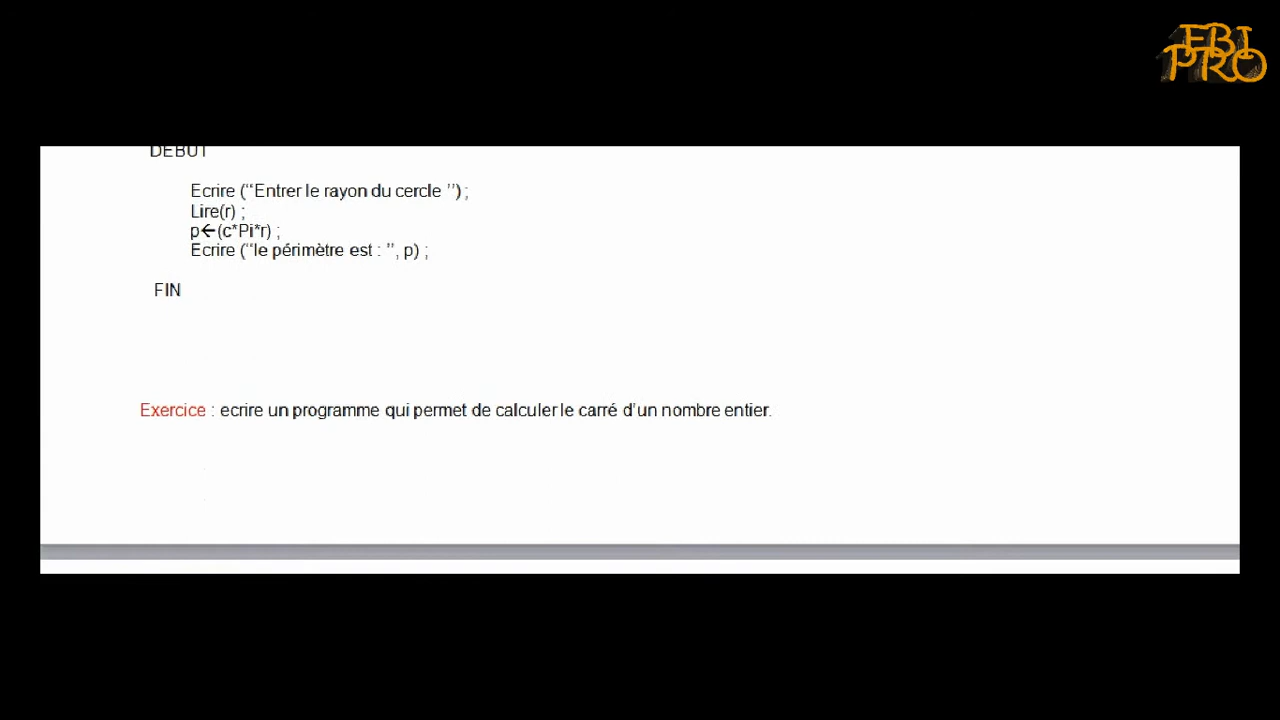 FBI
PRO
DEBUT
Ecrire (‘‘Entrer le rayon du cercle ’’) ;
Lire(r) ;
p←(c*Pi*r) ;
Ecrire (‘‘le périmètre est : ’’, p) ;
FIN
Exercice : ecrire un programme qui permet de calculer le carré d’un nombre entier.